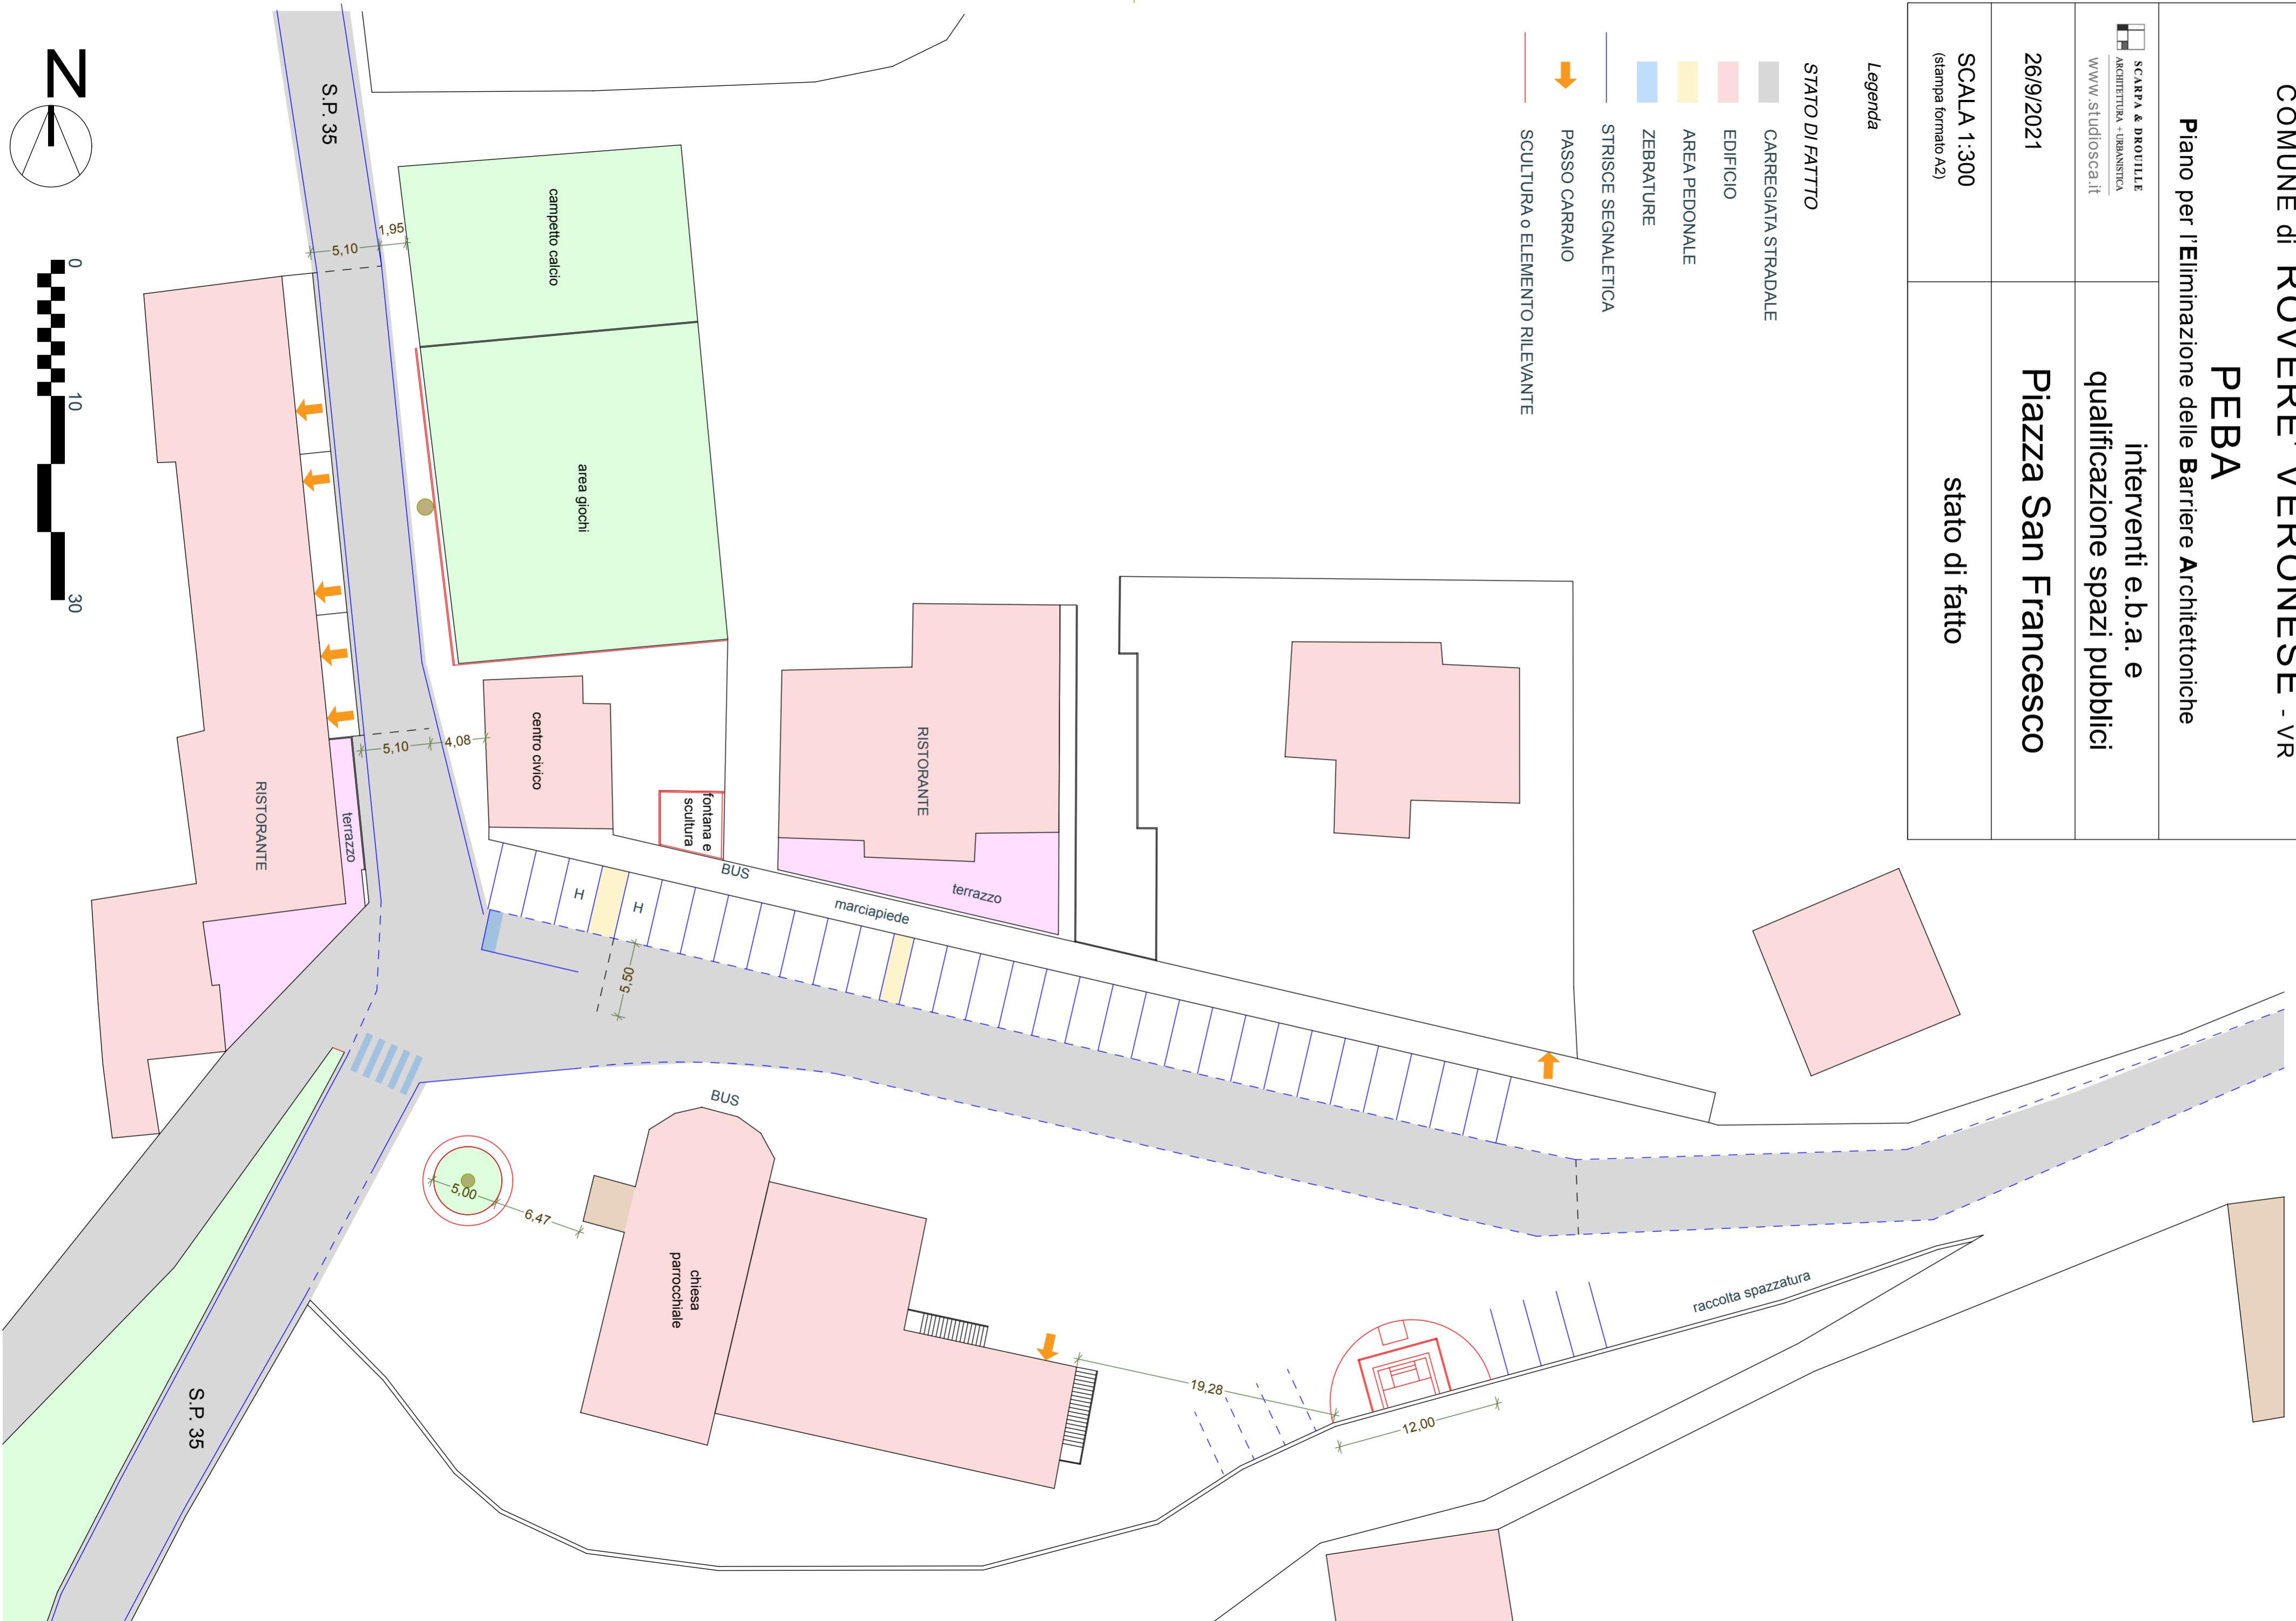 COMUNE di ROVERE' VERONESE - VR
PEBA
Piano per l'Eliminazione delle Barriere Architettoniche
SCARPA & DROUILLE
ARCHITETTURA + URBANISTICA
www.studiosca.it
interventi e.b.a. e
qualificazione spazi pubblici
26/9/2021
Piazza San Francesco
SCALA 1:300
(stampa formato A2)
stato di fatto
Legenda
STATO DI FATTTO
CARREGIATA STRADALE
EDIFICIO
AREA PEDONALE
ZEBRATURE
STRISCE SEGNALETICA
PASSO CARRAIO
SCULTURA o ELEMENTO RILEVANTE
N
0
10
30
S.P. 35
5,10
1,95
campetto calcio
area giochi
centro civico
5,10
4,08
fontana e
scultura
RISTORANTE
terrazzo
RISTORANTE
terrazzo
BUS
marciapiede
H
H
5,50
BUS
5,00
6,47
chiesa
parrocchiale
19,28
12,00
raccolta spazzatura
S.P. 35